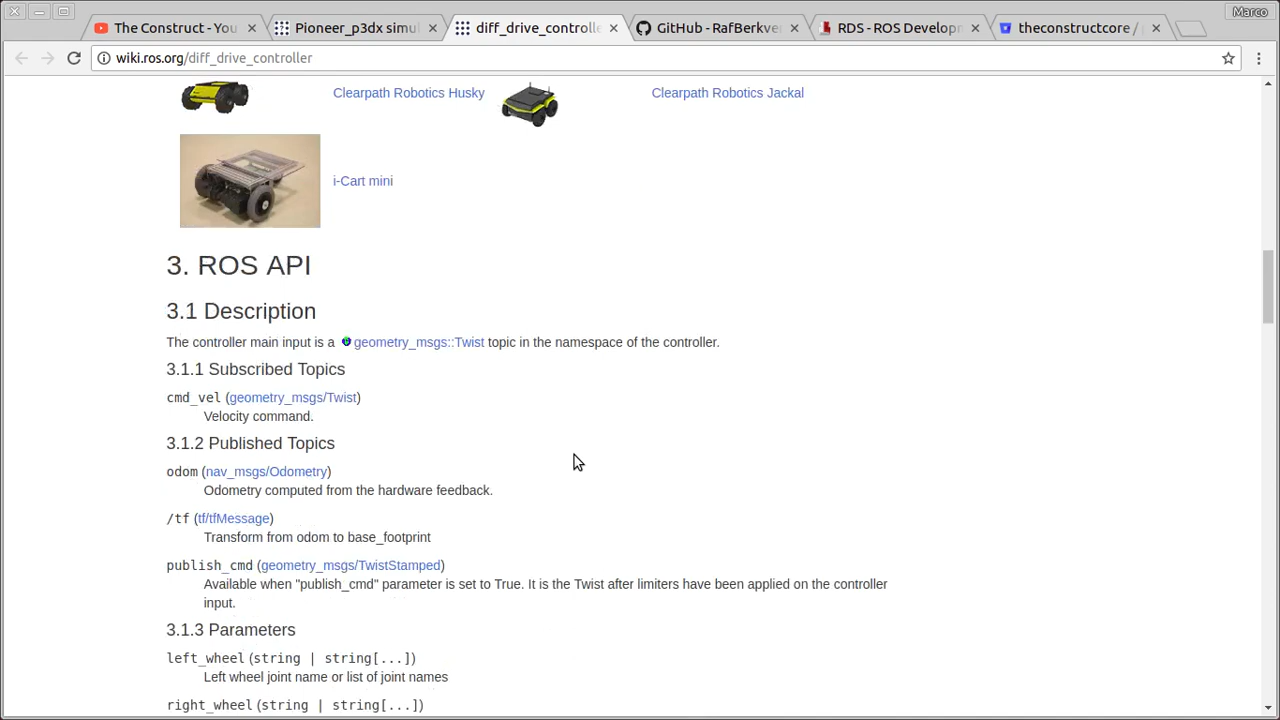 Marco
The Construct - You
Pioneer_p3dx simul
diff_drive_controlle
GitHub - RafBerkve
RDS - ROS Developm
theconstructcore / p
wiki.ros.org/diff_drive_controller
Clearpath Robotics Husky
Clearpath Robotics Jackal
i-Cart mini
3. ROS API
3.1 Description
The controller main input is a geometry_msgs::Twist topic in the namespace of the controller.
3.1.1 Subscribed Topics
cmd_vel (geometry_msgs/Twist)
Velocity command.
3.1.2 Published Topics
odom (nav_msgs/Odometry)
Odometry computed from the hardware feedback.
/tf (tf/tfMessage)
Transform from odom to base_footprint
publish_cmd (geometry_msgs/TwistStamped)
Available when "publish_cmd" parameter is set to True. It is the Twist after limiters have been applied on the controller
input.
3.1.3 Parameters
left_wheel (string | string[...])
Left wheel joint name or list of joint names
right_wheel (string | string[...])